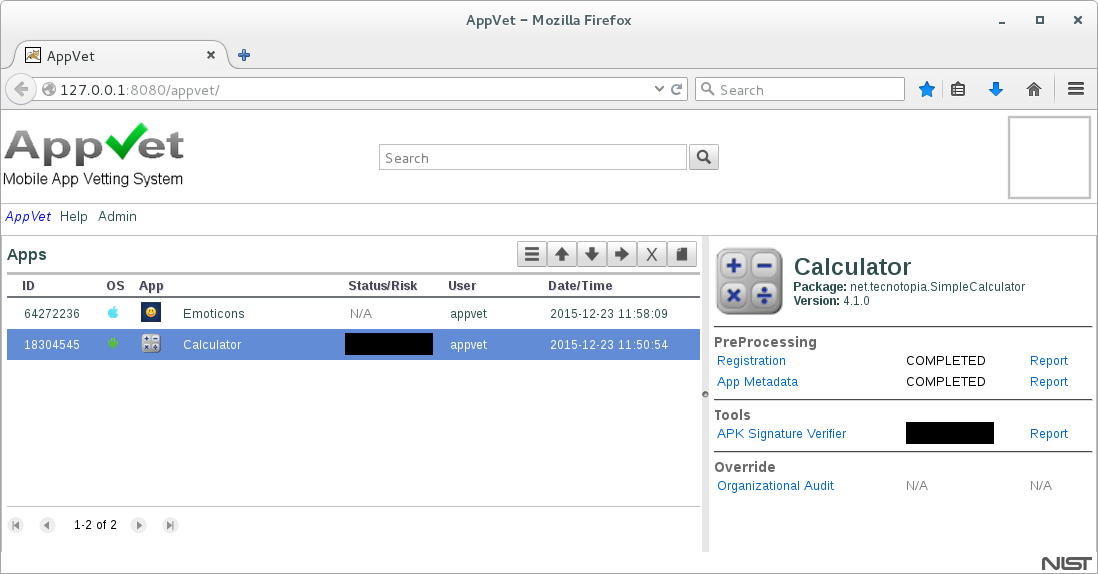 AppVet – Mozilla Firefox
AppVet
127.0.0.1:8080/appvet/
Search
AppVet
Mobile App Vetting System
Search
AppVet Help Admin
Apps
X
ID OS App Status/Risk User Date/Time
64272236 Emoticons N/A appvet 2015-12-23 11:58:09
18304545 Calculator appvet 2015-12-23 11:50:54
1-2 of 2
Calculator
Package: net.tecnotopia.SimpleCalculator
Version: 4.1.0
PreProcessing
Registration COMPLETED Report
App Metadata COMPLETED Report
Tools
APK Signature Verifier Report
Override
Organizational Audit N/A N/A
NIST